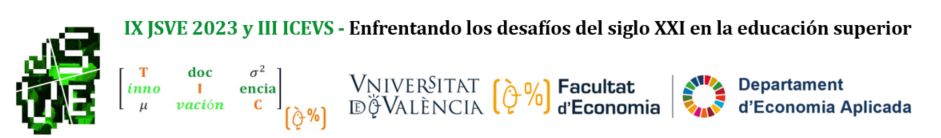 IX JSVE 2023 y III ICEVS - Enfrentando los desafíos del siglo XXI en la educación superior
JSVE
T doc σ²
inno I encia
μ vación C
(ò%)
VNIVERSITAT
DE VALÈNCIA
(ò%)
Facultat
d'Economia
Departament
d'Economia Aplicada